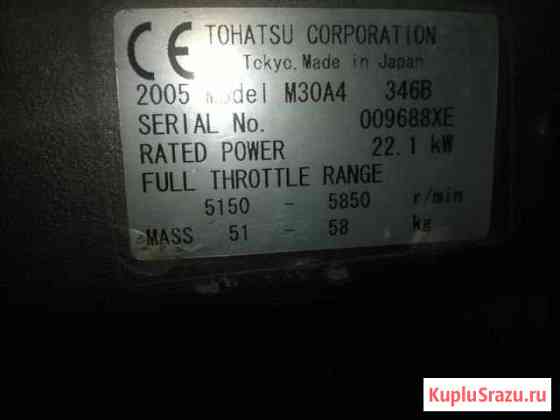 CE TOHATSU CORPORATION
Tokyo. Made in Japan
2005 Model M30A4 346B
SERIAL No. 009688XE
RATED POWER 22.1 kW
FULL THROTTLE RANGE
5150 - 5850 r/min
MASS 51 - 58 kg
KupluSrazu.ru